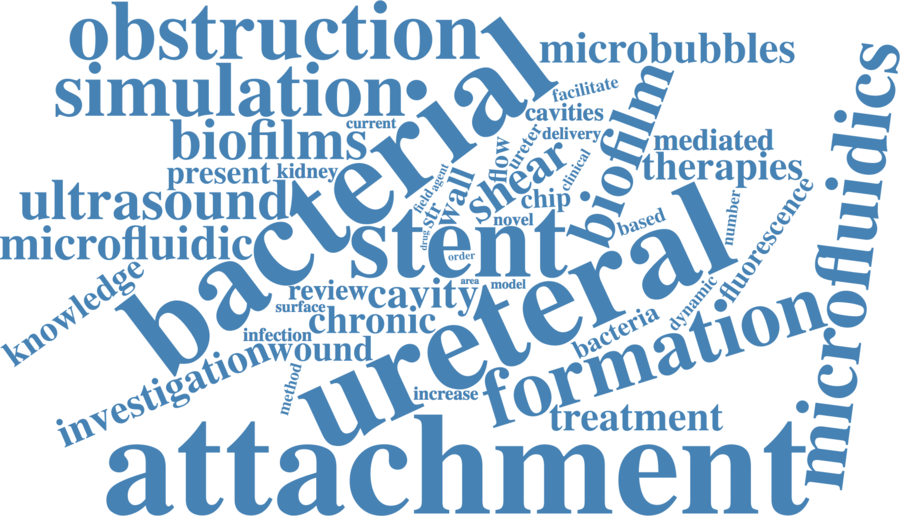 obstruction
microbubbles
simulation
bacterial
facilitate
cavities
current
biofilms
delivery
biofilm
mediated
ureter
flow
therapies
present
kidney
clinical
shear
agent
field
wall
str
chip
ultrasound
novel
number
based
fluorescence
microfluidics
microfluidic
stent
drug
order
ureteral
knowledge
area
model
review
cavity
surface
dynamic
chronic
bacteria
formation
infection
wound
investigation
method
increase
treatment
attachment